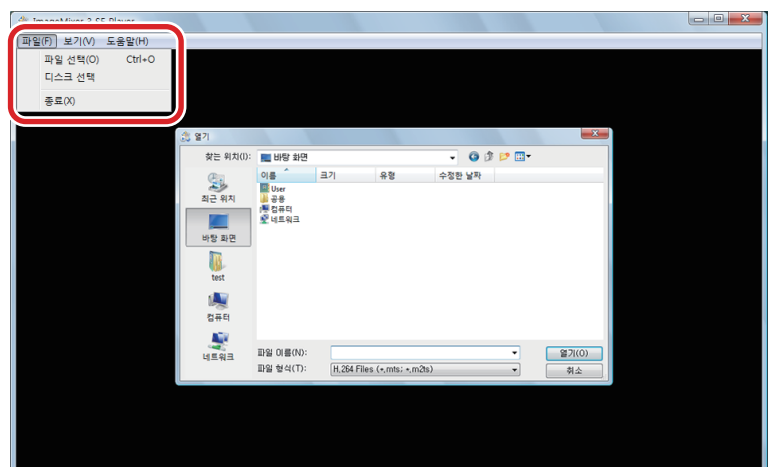 ImageMixer 3 SE Player
파일(F) 보기(V) 도움말(H)
파일 선택(O) Ctrl+O
디스크 선택
종료(X)
열기
찾는 위치(I): 바탕 화면
이름 크기 유형 수정한 날짜
User
공용
컴퓨터
네트워크
최근 위치
바탕 화면
test
컴퓨터
네트워크
파일 이름(N): 열기(O)
파일 형식(T): H.264 Files (*.mts; *.m2ts) 취소